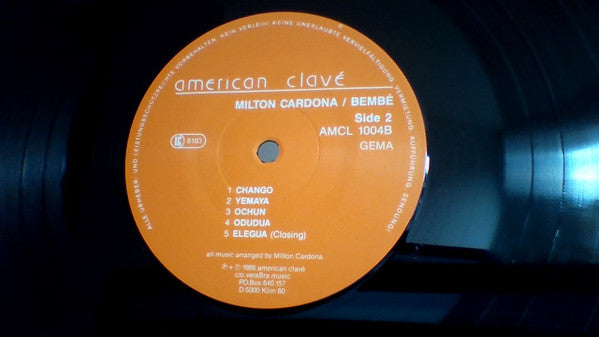 ALLE URHEBER- UND LEISTUNGSSCHUTZRECHTE VORBEHALTEN. KEIN VERLEIH! KEINE UNERLAUBTE VERVIELFÄLTIGUNG, VERMIETUNG, AUFFÜHRUNG, SENDUNG!
american clavé
MILTON CARDONA / BEMBÉ
Side 2
AMCL 1004B
LC 8183
GEMA
1 CHANGO
2 YEMAYA
3 OCHUN
4 ODUDUA
5 ELEGUA (Closing)
all music arranged by Milton Cardona.
℗ + © 1986 american clavé
c/o veraBra music
P.O.Box 640 157
D-5000 Köln 60